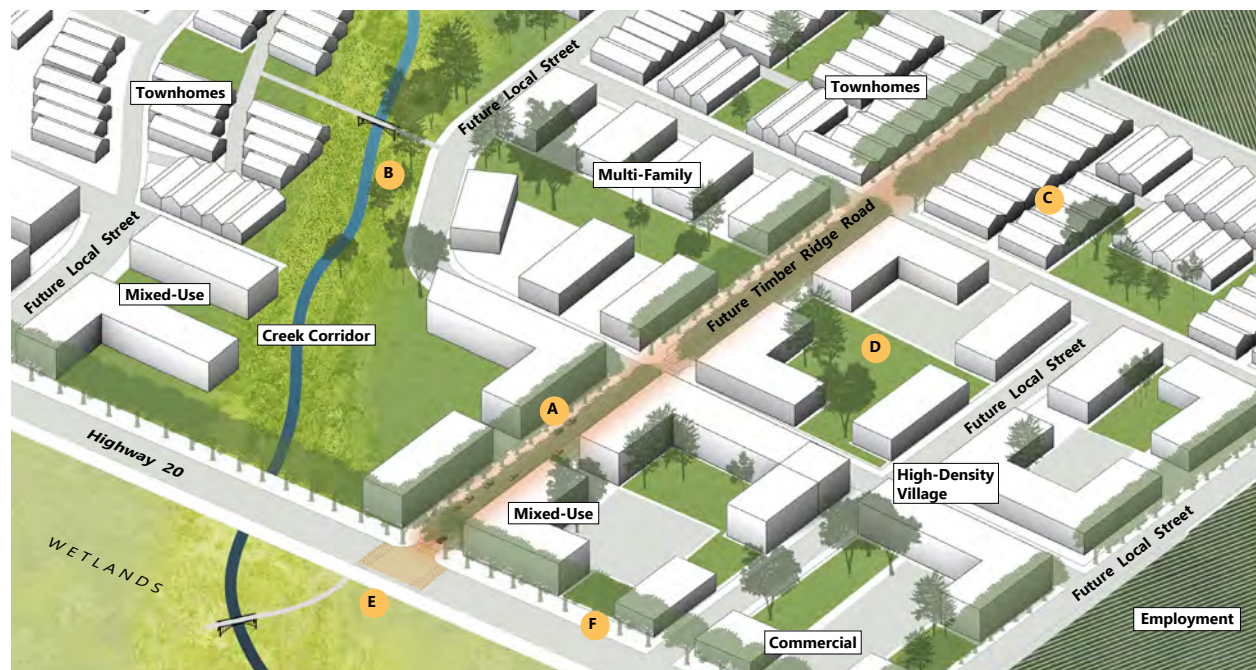 Townhomes
Future Local Street
Townhomes
B
Multi-Family
C
Future Local Street
Mixed-Use
Future Timber Ridge Road
Creek Corridor
D
Future Local Street
A
Highway 20
High-Density
Village
Mixed-Use
Future Local Street
WETLANDS
E
F
Commercial
Employment